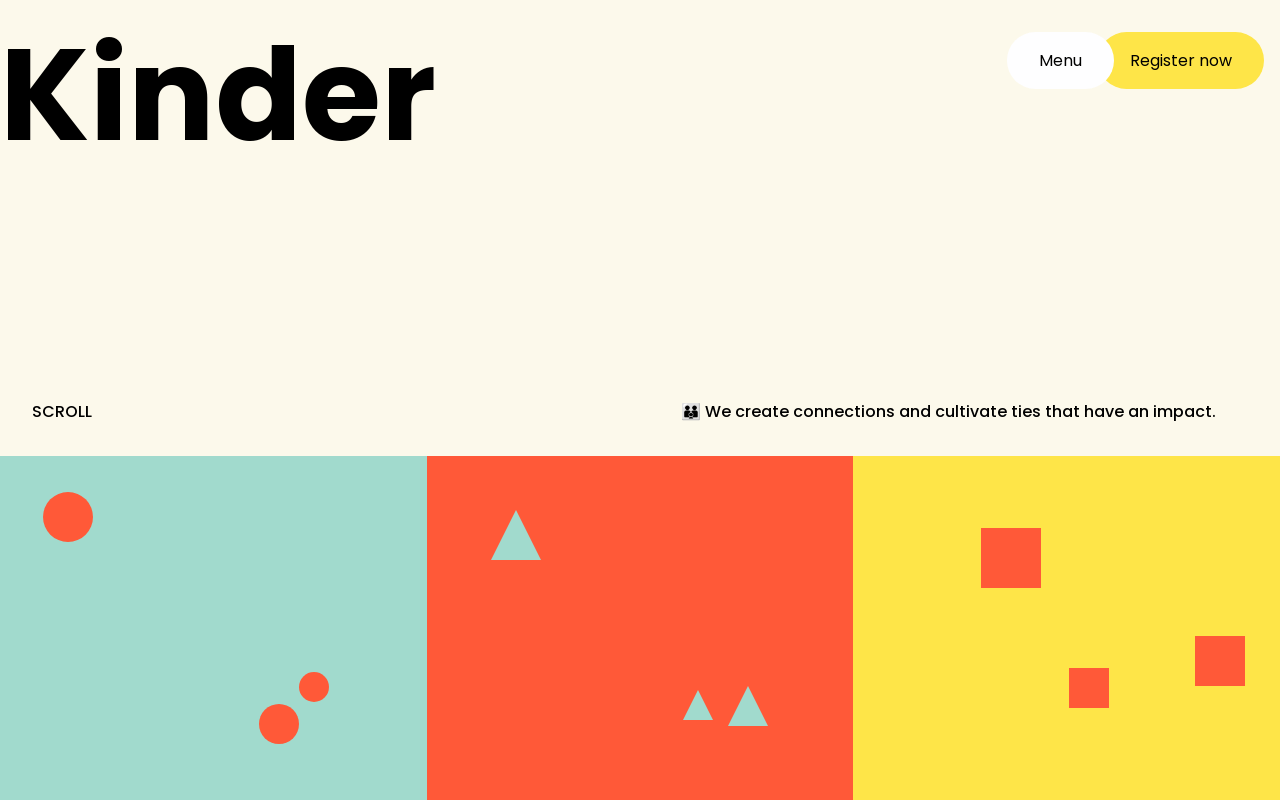 Kinder
Menu
Register now
SCROLL
👪 We create connections and cultivate ties that have an impact.